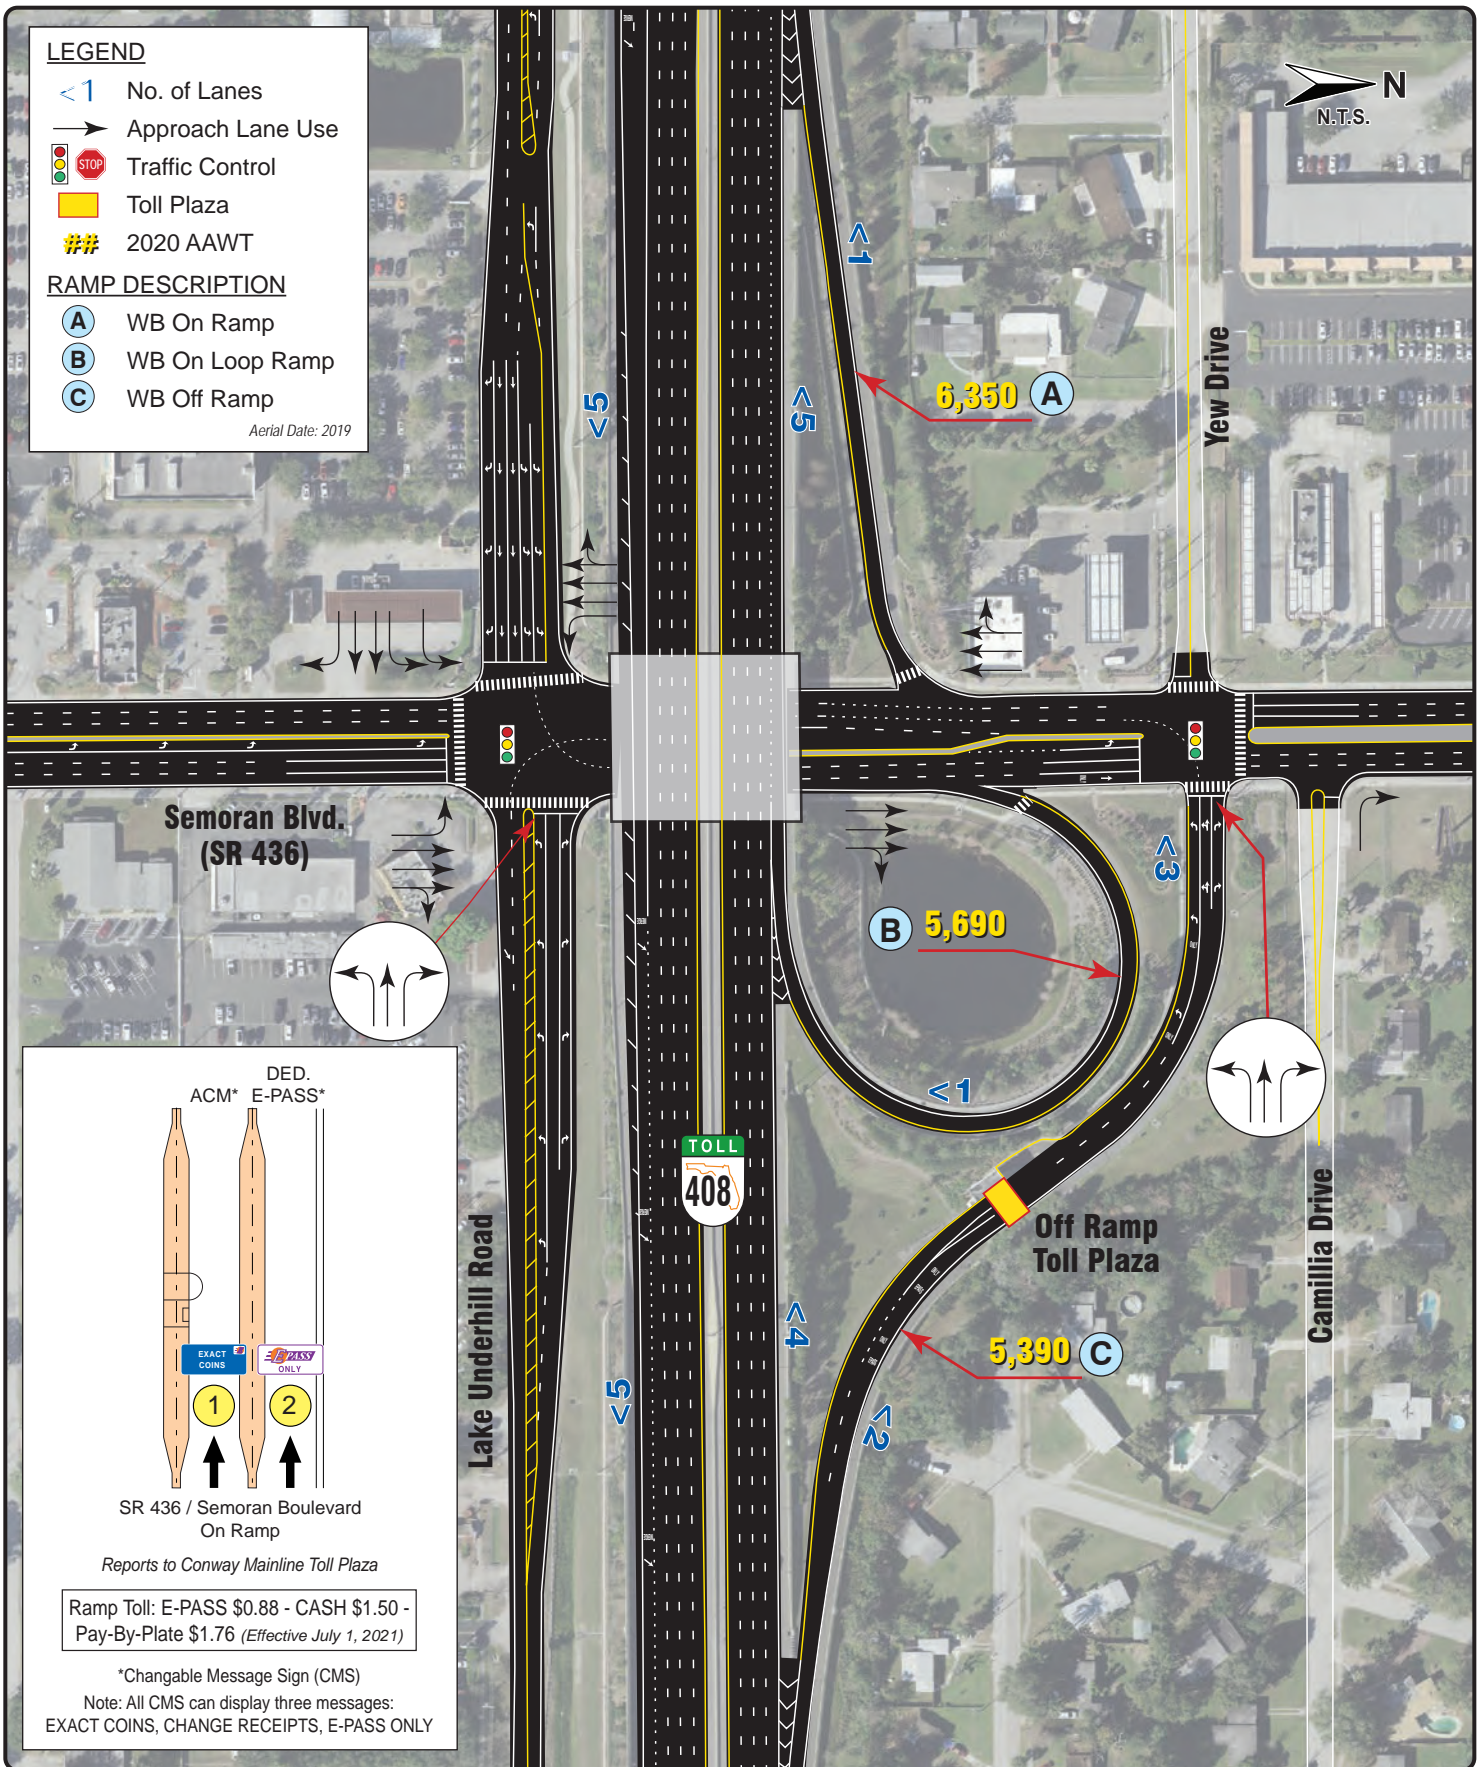 LEGEND
<1 No. of Lanes
Approach Lane Use
STOP Traffic Control
Toll Plaza
## 2020 AAWT
RAMP DESCRIPTION
A WB On Ramp
B WB On Loop Ramp
C WB Off Ramp
Aerial Date: 2019
N
N.T.S.
<1
<5
<5
6,350 A
Yew Drive
Semoran Blvd.
(SR 436)
<3
B 5,690
<1
TOLL
408
Off Ramp
Toll Plaza
Camillia Drive
Lake Underhill Road
<4
5,390 C
<5
<2
DED.
ACM* E-PASS*
EXACT
COINS
E-PASS
ONLY
1 2
SR 436 / Semoran Boulevard
On Ramp
Reports to Conway Mainline Toll Plaza
Ramp Toll: E-PASS $0.88 - CASH $1.50 -
Pay-By-Plate $1.76 (Effective July 1, 2021)
*Changable Message Sign (CMS)
Note: All CMS can display three messages:
EXACT COINS, CHANGE RECEIPTS, E-PASS ONLY